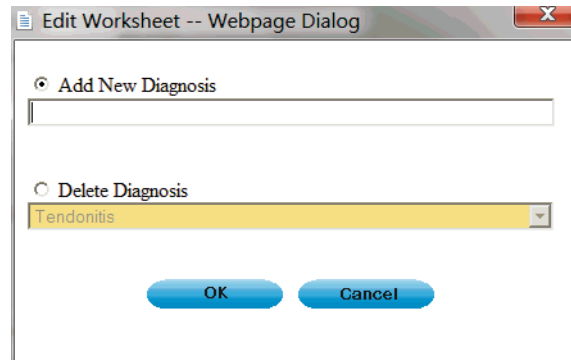 Edit Worksheet -- Webpage Dialog
X
Add New Diagnosis
Delete Diagnosis
Tendonitis
OK Cancel